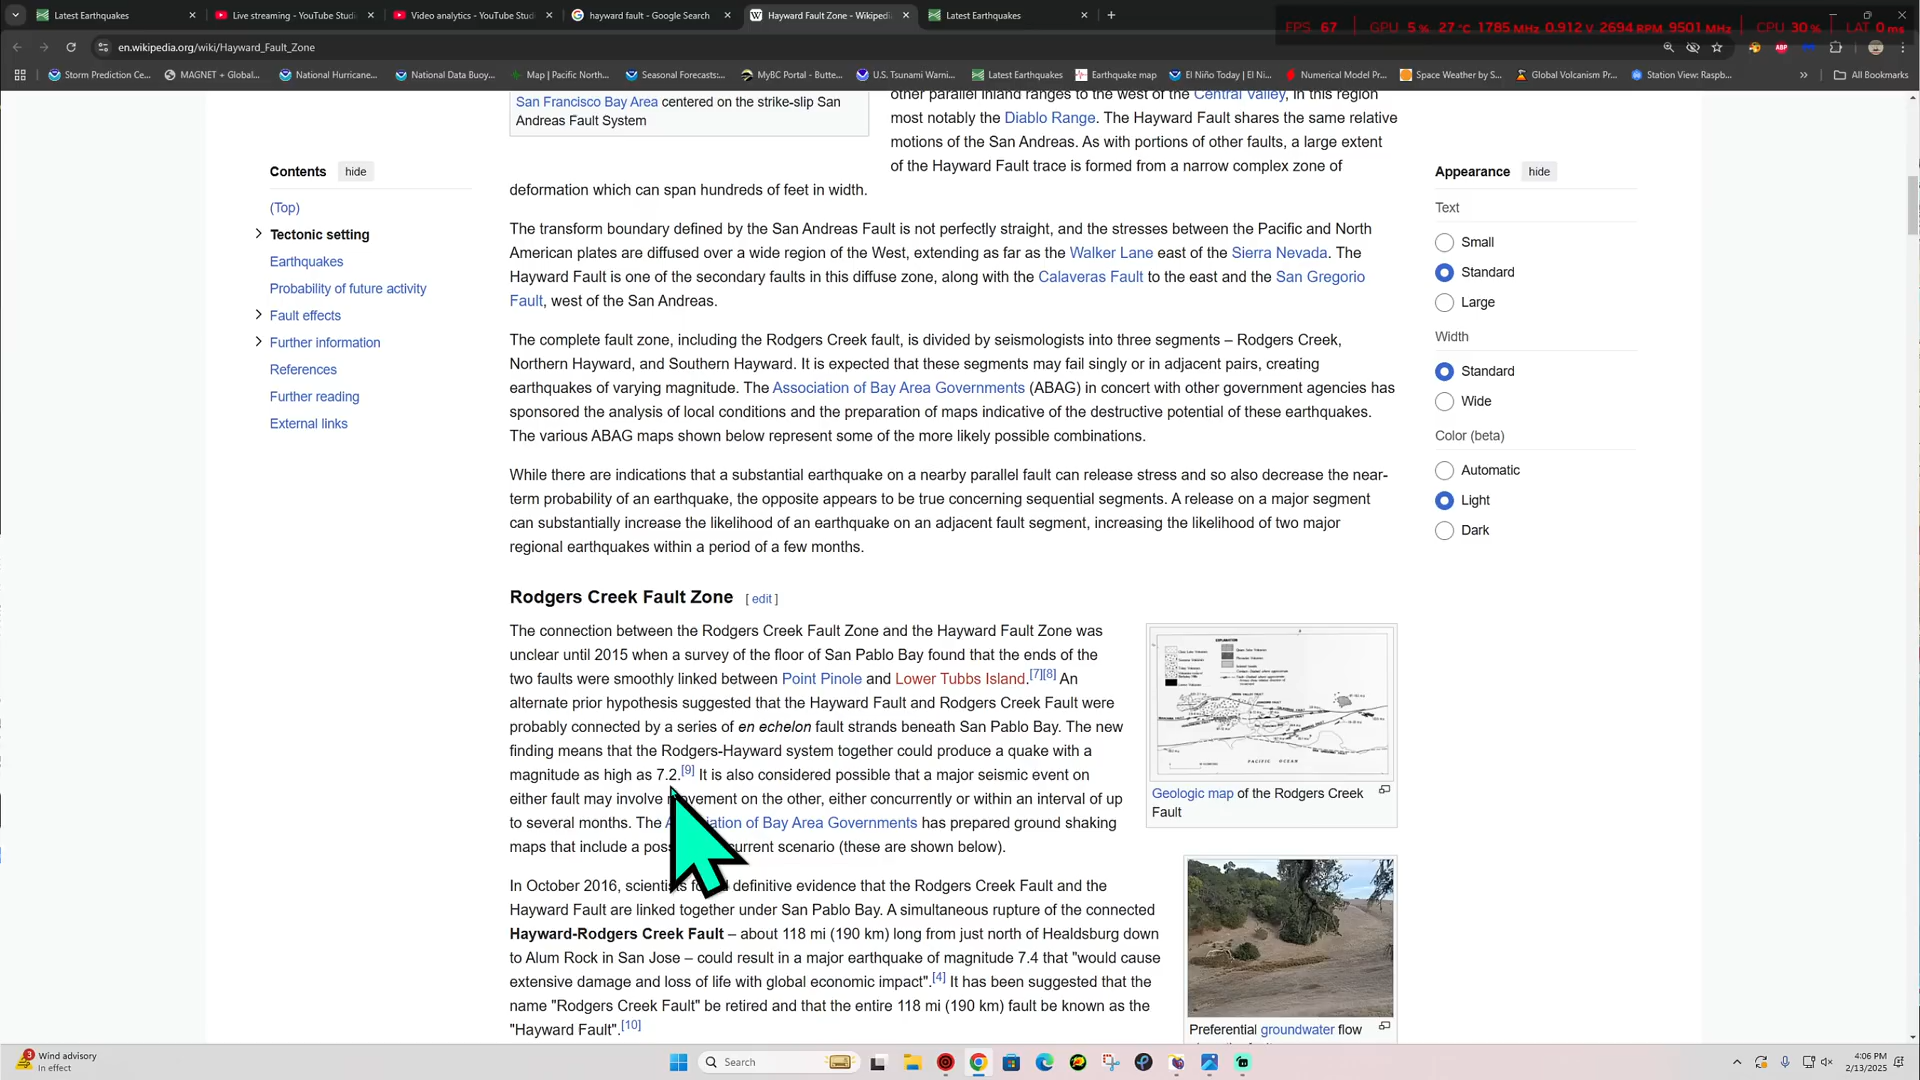 Latest Earthquakes
Live streaming - YouTube Studi
Video analytics - YouTube Studi
hayward fault - Google Search
Hayward Fault Zone - Wikipedi
Latest Earthquakes
FPS 67 GPU 5 % 27 °C 1785 MHz 0.912 V 2694 RPM 9501 MHz CPU 30 % LAT 0 ms
en.wikipedia.org/wiki/Hayward_Fault_Zone
Storm Prediction Ce...
MAGNET + Global...
National Hurricane...
National Data Buoy...
Map | Pacific North...
Seasonal Forecasts:...
MyBC Portal - Butte...
U.S. Tsunami Warni...
Latest Earthquakes
Earthquake map
El Niño Today | El Ni...
Numerical Model Pr...
Space Weather by S...
Global Volcanism Pr...
Station View: Raspb...
All Bookmarks
San Francisco Bay Area centered on the strike-slip San
Andreas Fault System
other parallel inland ranges to the west of the Central Valley, in this region
most notably the Diablo Range. The Hayward Fault shares the same relative
motions of the San Andreas. As with portions of other faults, a large extent
of the Hayward Fault trace is formed from a narrow complex zone of
deformation which can span hundreds of feet in width.
Contents hide
(Top)
Tectonic setting
Earthquakes
Probability of future activity
Fault effects
Further information
References
Further reading
External links
The transform boundary defined by the San Andreas Fault is not perfectly straight, and the stresses between the Pacific and North
American plates are diffused over a wide region of the West, extending as far as the Walker Lane east of the Sierra Nevada. The
Hayward Fault is one of the secondary faults in this diffuse zone, along with the Calaveras Fault to the east and the San Gregorio
Fault, west of the San Andreas.
The complete fault zone, including the Rodgers Creek fault, is divided by seismologists into three segments – Rodgers Creek,
Northern Hayward, and Southern Hayward. It is expected that these segments may fail singly or in adjacent pairs, creating
earthquakes of varying magnitude. The Association of Bay Area Governments (ABAG) in concert with other government agencies has
sponsored the analysis of local conditions and the preparation of maps indicative of the destructive potential of these earthquakes.
The various ABAG maps shown below represent some of the more likely possible combinations.
While there are indications that a substantial earthquake on a nearby parallel fault can release stress and so also decrease the near-
term probability of an earthquake, the opposite appears to be true concerning sequential segments. A release on a major segment
can substantially increase the likelihood of an earthquake on an adjacent fault segment, increasing the likelihood of two major
regional earthquakes within a period of a few months.
Rodgers Creek Fault Zone [ edit ]
The connection between the Rodgers Creek Fault Zone and the Hayward Fault Zone was
unclear until 2015 when a survey of the floor of San Pablo Bay found that the ends of the
two faults were smoothly linked between Point Pinole and Lower Tubbs Island.[7][8] An
alternate prior hypothesis suggested that the Hayward Fault and Rodgers Creek Fault were
probably connected by a series of en echelon fault strands beneath San Pablo Bay. The new
finding means that the Rodgers-Hayward system together could produce a quake with a
magnitude as high as 7.2.[9] It is also considered possible that a major seismic event on
either fault may involve movement on the other, either concurrently or within an interval of up
to several months. The ciation of Bay Area Governments has prepared ground shaking
maps that include a pos current scenario (these are shown below).
In October 2016, scientists definitive evidence that the Rodgers Creek Fault and the
Hayward Fault are linked together under San Pablo Bay. A simultaneous rupture of the connected
Hayward-Rodgers Creek Fault – about 118 mi (190 km) long from just north of Healdsburg down
to Alum Rock in San Jose – could result in a major earthquake of magnitude 7.4 that "would cause
extensive damage and loss of life with global economic impact".[4] It has been suggested that the
name "Rodgers Creek Fault" be retired and that the entire 118 mi (190 km) fault be known as the
"Hayward Fault".[10]
EXPLANATION
PACIFIC OCEAN
Geologic map of the Rodgers Creek
Fault
Preferential groundwater flow
Appearance hide
Text
Small
Standard
Large
Width
Standard
Wide
Color (beta)
Automatic
Light
Dark
3
Wind advisory
In effect
Search
4:06 PM
2/13/2025